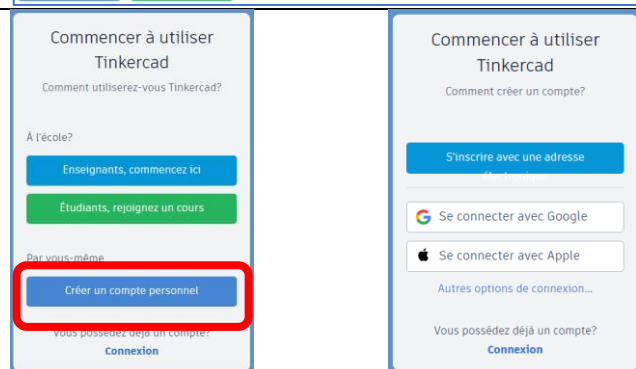 Commencer à utiliser
Tinkercad
Comment utiliserez-vous Tinkercad?
À l'école?
Enseignants, commencez ici
Étudiants, rejoignez un cours
Par vous-même
Créer un compte personnel
Vous possédez déjà un compte?
Connexion
Commencer à utiliser
Tinkercad
Comment créer un compte?
S'inscrire avec une adresse
Se connecter avec Google
Se connecter avec Apple
Autres options de connexion...
Vous possédez déjà un compte?
Connexion